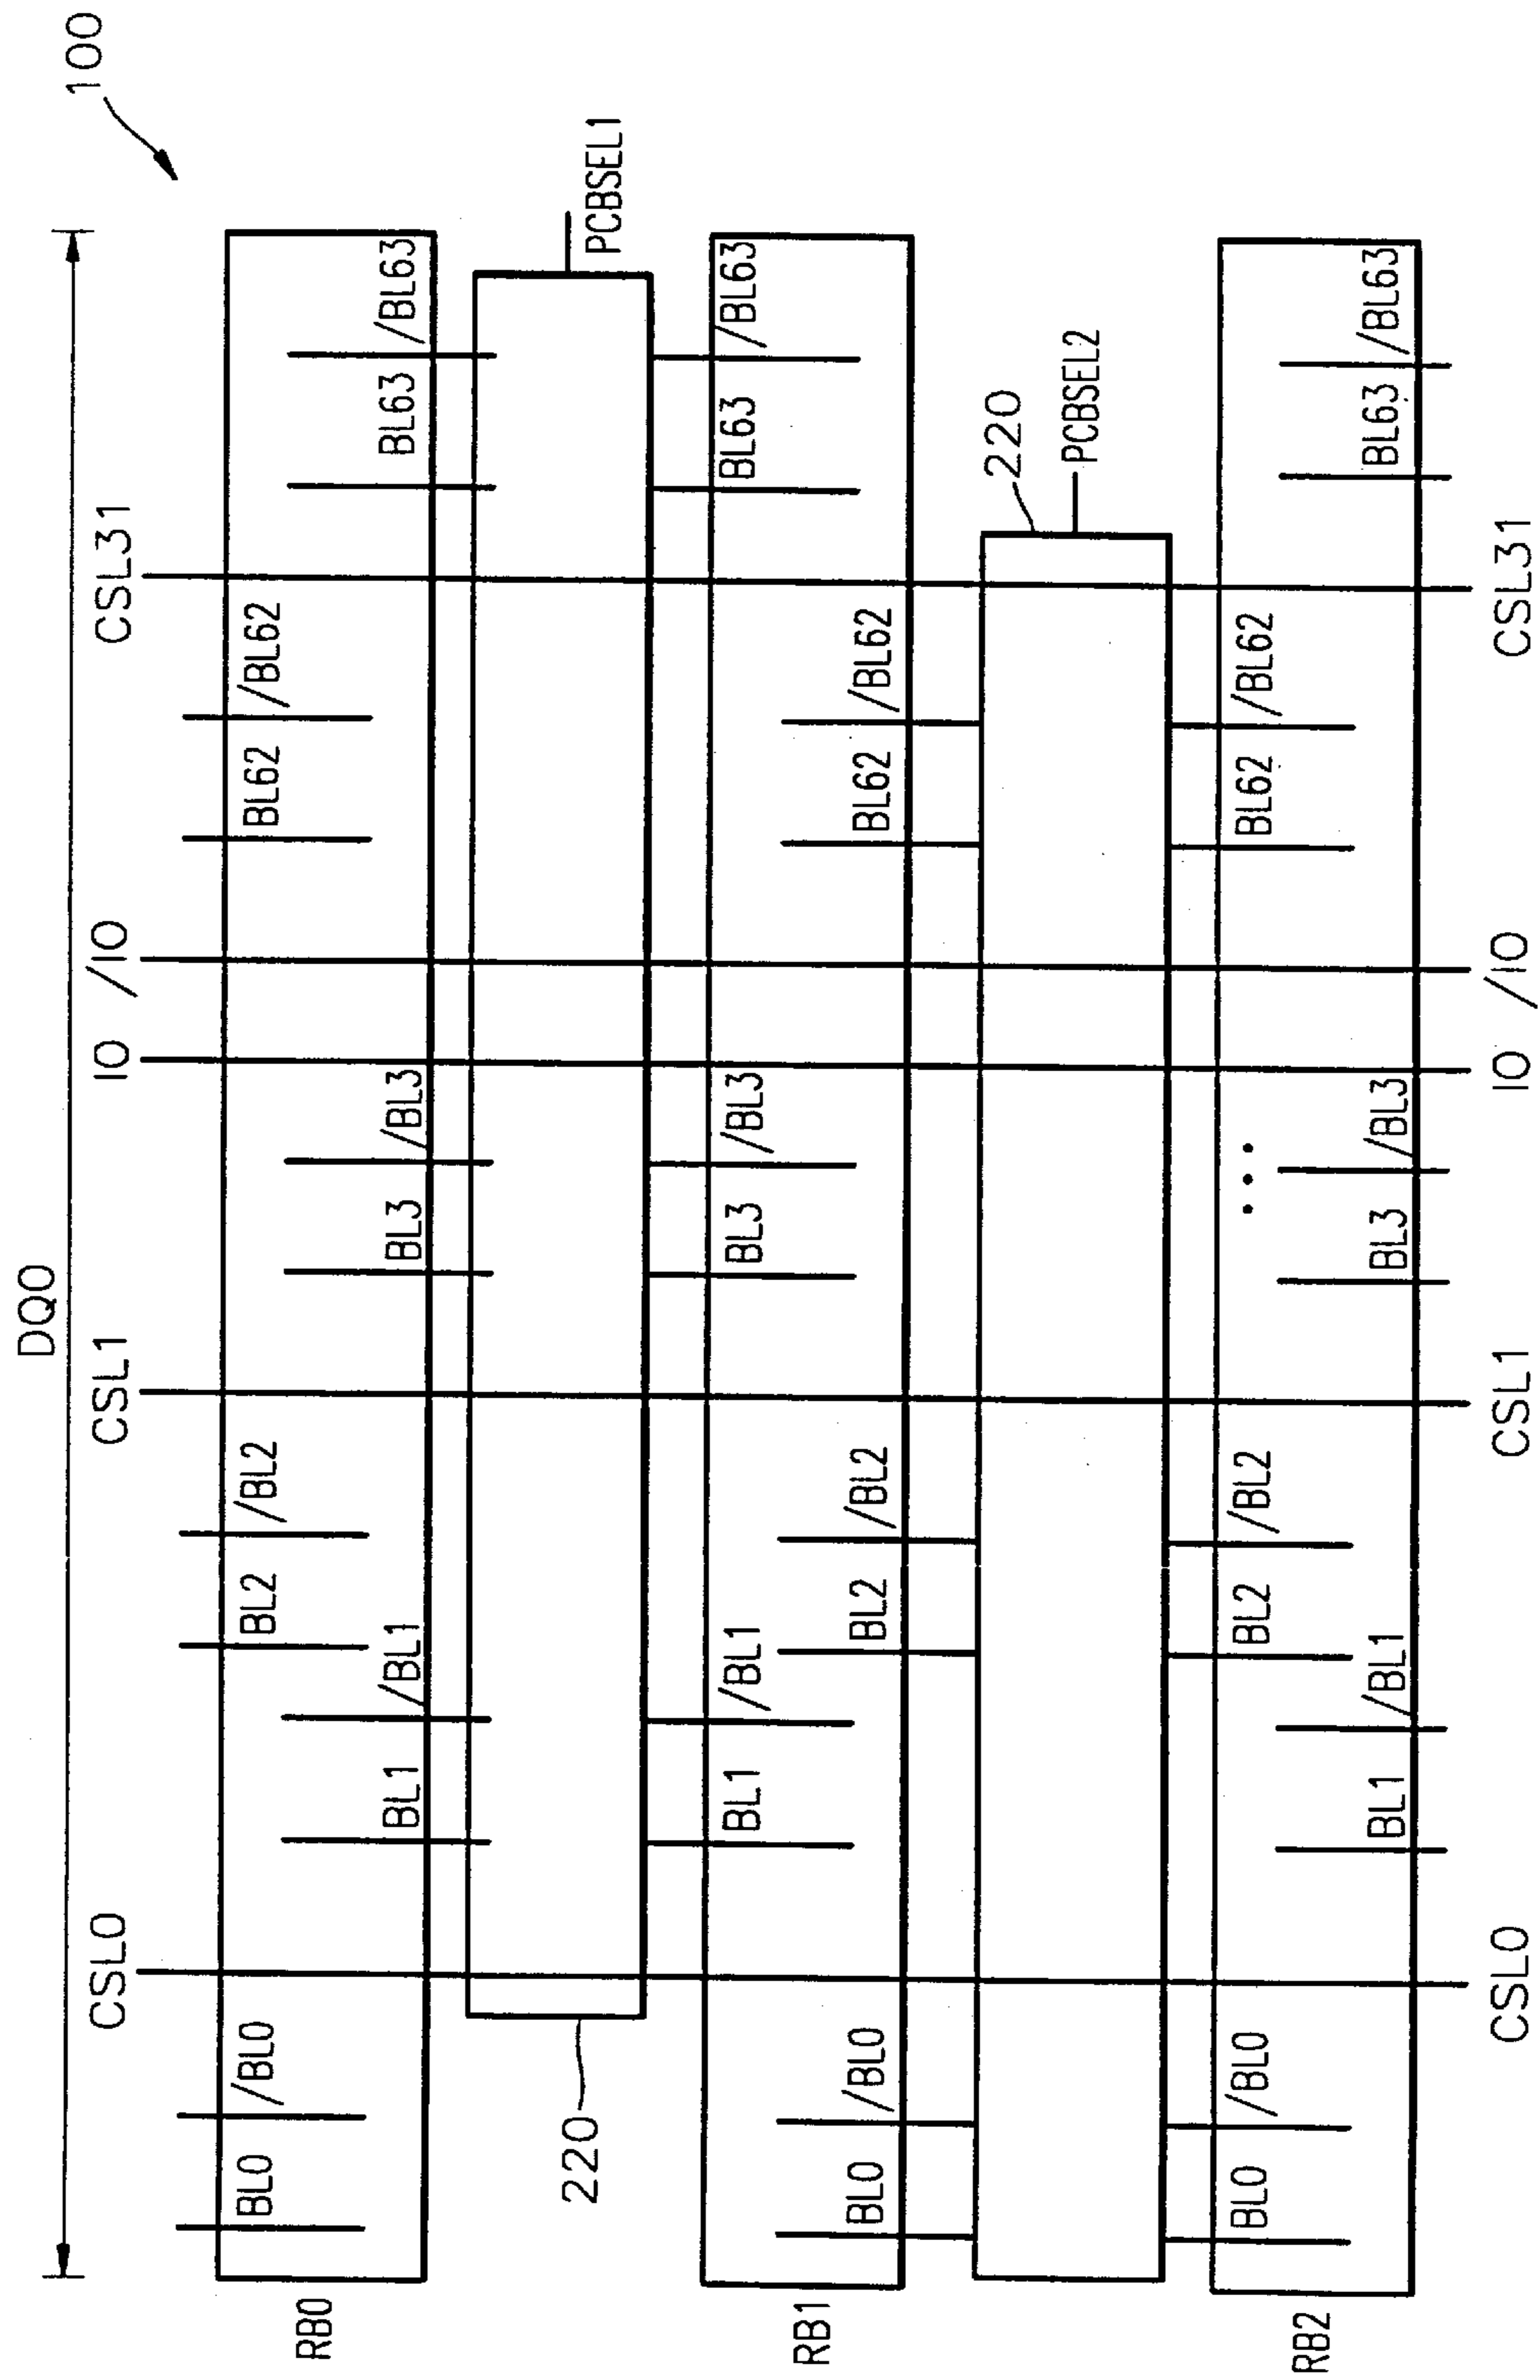 100
DQ0
CSL0 CSL1 IO /IO CSL31
RB0
BL0 /BL0 BL2 /BL2 BL62 /BL62
BL1 /BL1 BL3 /BL3 BL63 /BL63
220
PCBSEL1
RB1
BL1 /BL1 BL3 /BL3 BL63 /BL63
BL0 /BL0 BL2 /BL2 BL62 /BL62
220
PCBSEL2
RB2
BL0 /BL0 BL2 /BL2 ... BL62 /BL62
BL1 /BL1 BL3 /BL3 BL63 /BL63
CSL0 CSL1 IO /IO CSL31